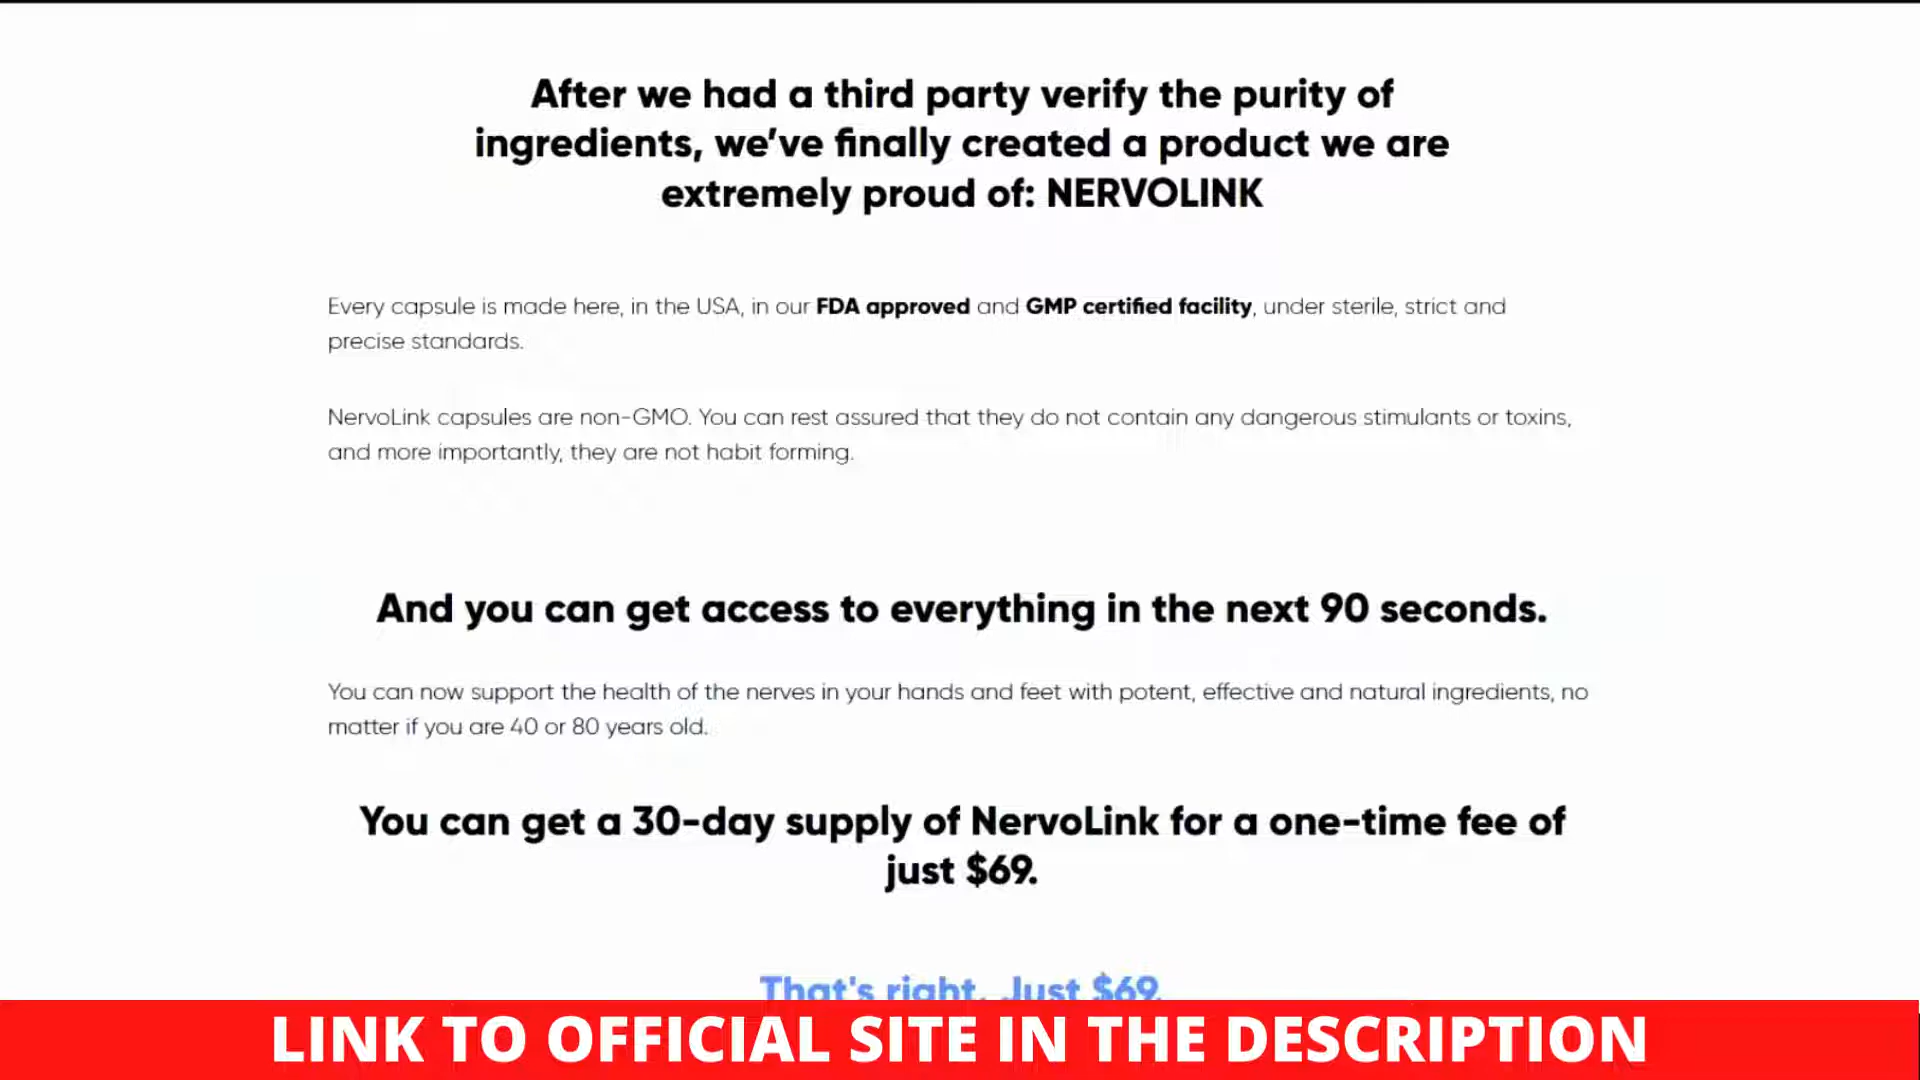 After we had a third party verify the purity of
ingredients, we’ve finally created a product we are
extremely proud of: NERVOLINK
Every capsule is made here, in the USA, in our FDA approved and GMP certified facility, under sterile, strict and
precise standards.
NervoLink capsules are non-GMO. You can rest assured that they do not contain any dangerous stimulants or toxins,
and more importantly, they are not habit forming.
And you can get access to everything in the next 90 seconds.
You can now support the health of the nerves in your hands and feet with potent, effective and natural ingredients, no
matter if you are 40 or 80 years old.
You can get a 30-day supply of NervoLink for a one-time fee of
just $69.
That's right. Just $69.
LINK TO OFFICIAL SITE IN THE DESCRIPTION